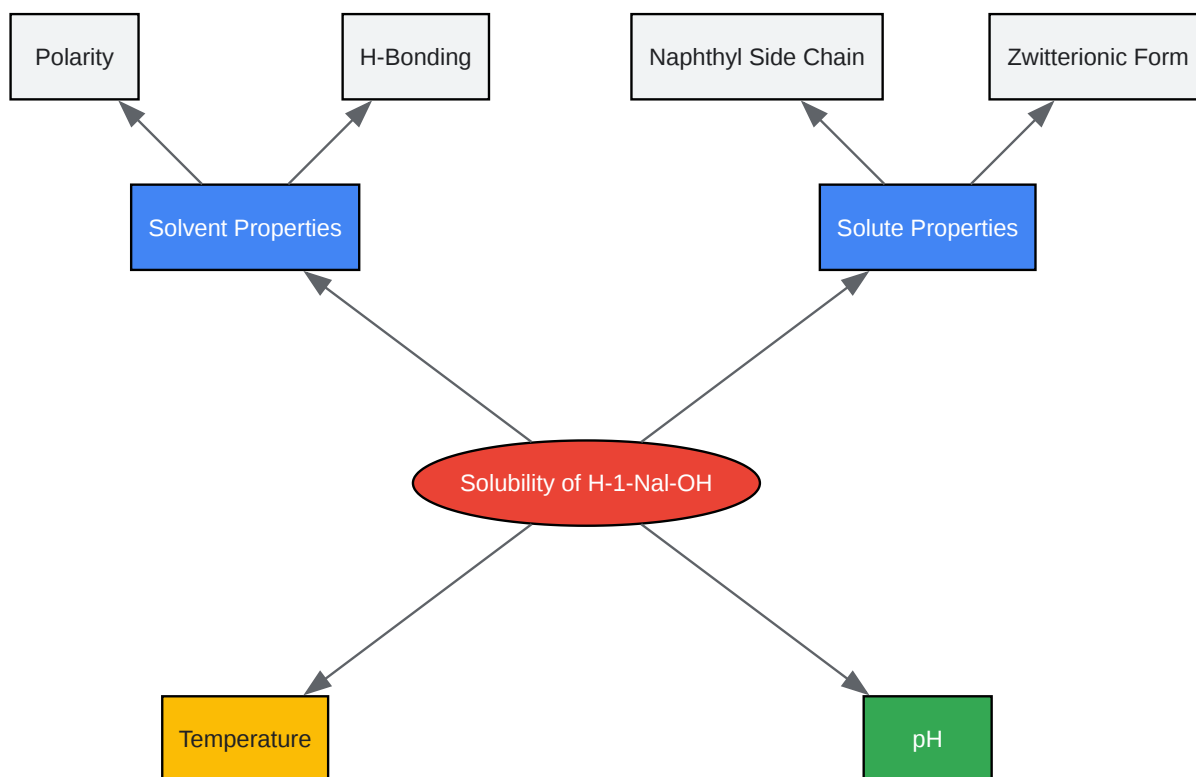 Polarity
H-Bonding
Naphthyl Side Chain
Zwitterionic Form
Solvent Properties
Solute Properties
Solubility of H-1-Nal-OH
Temperature
pH